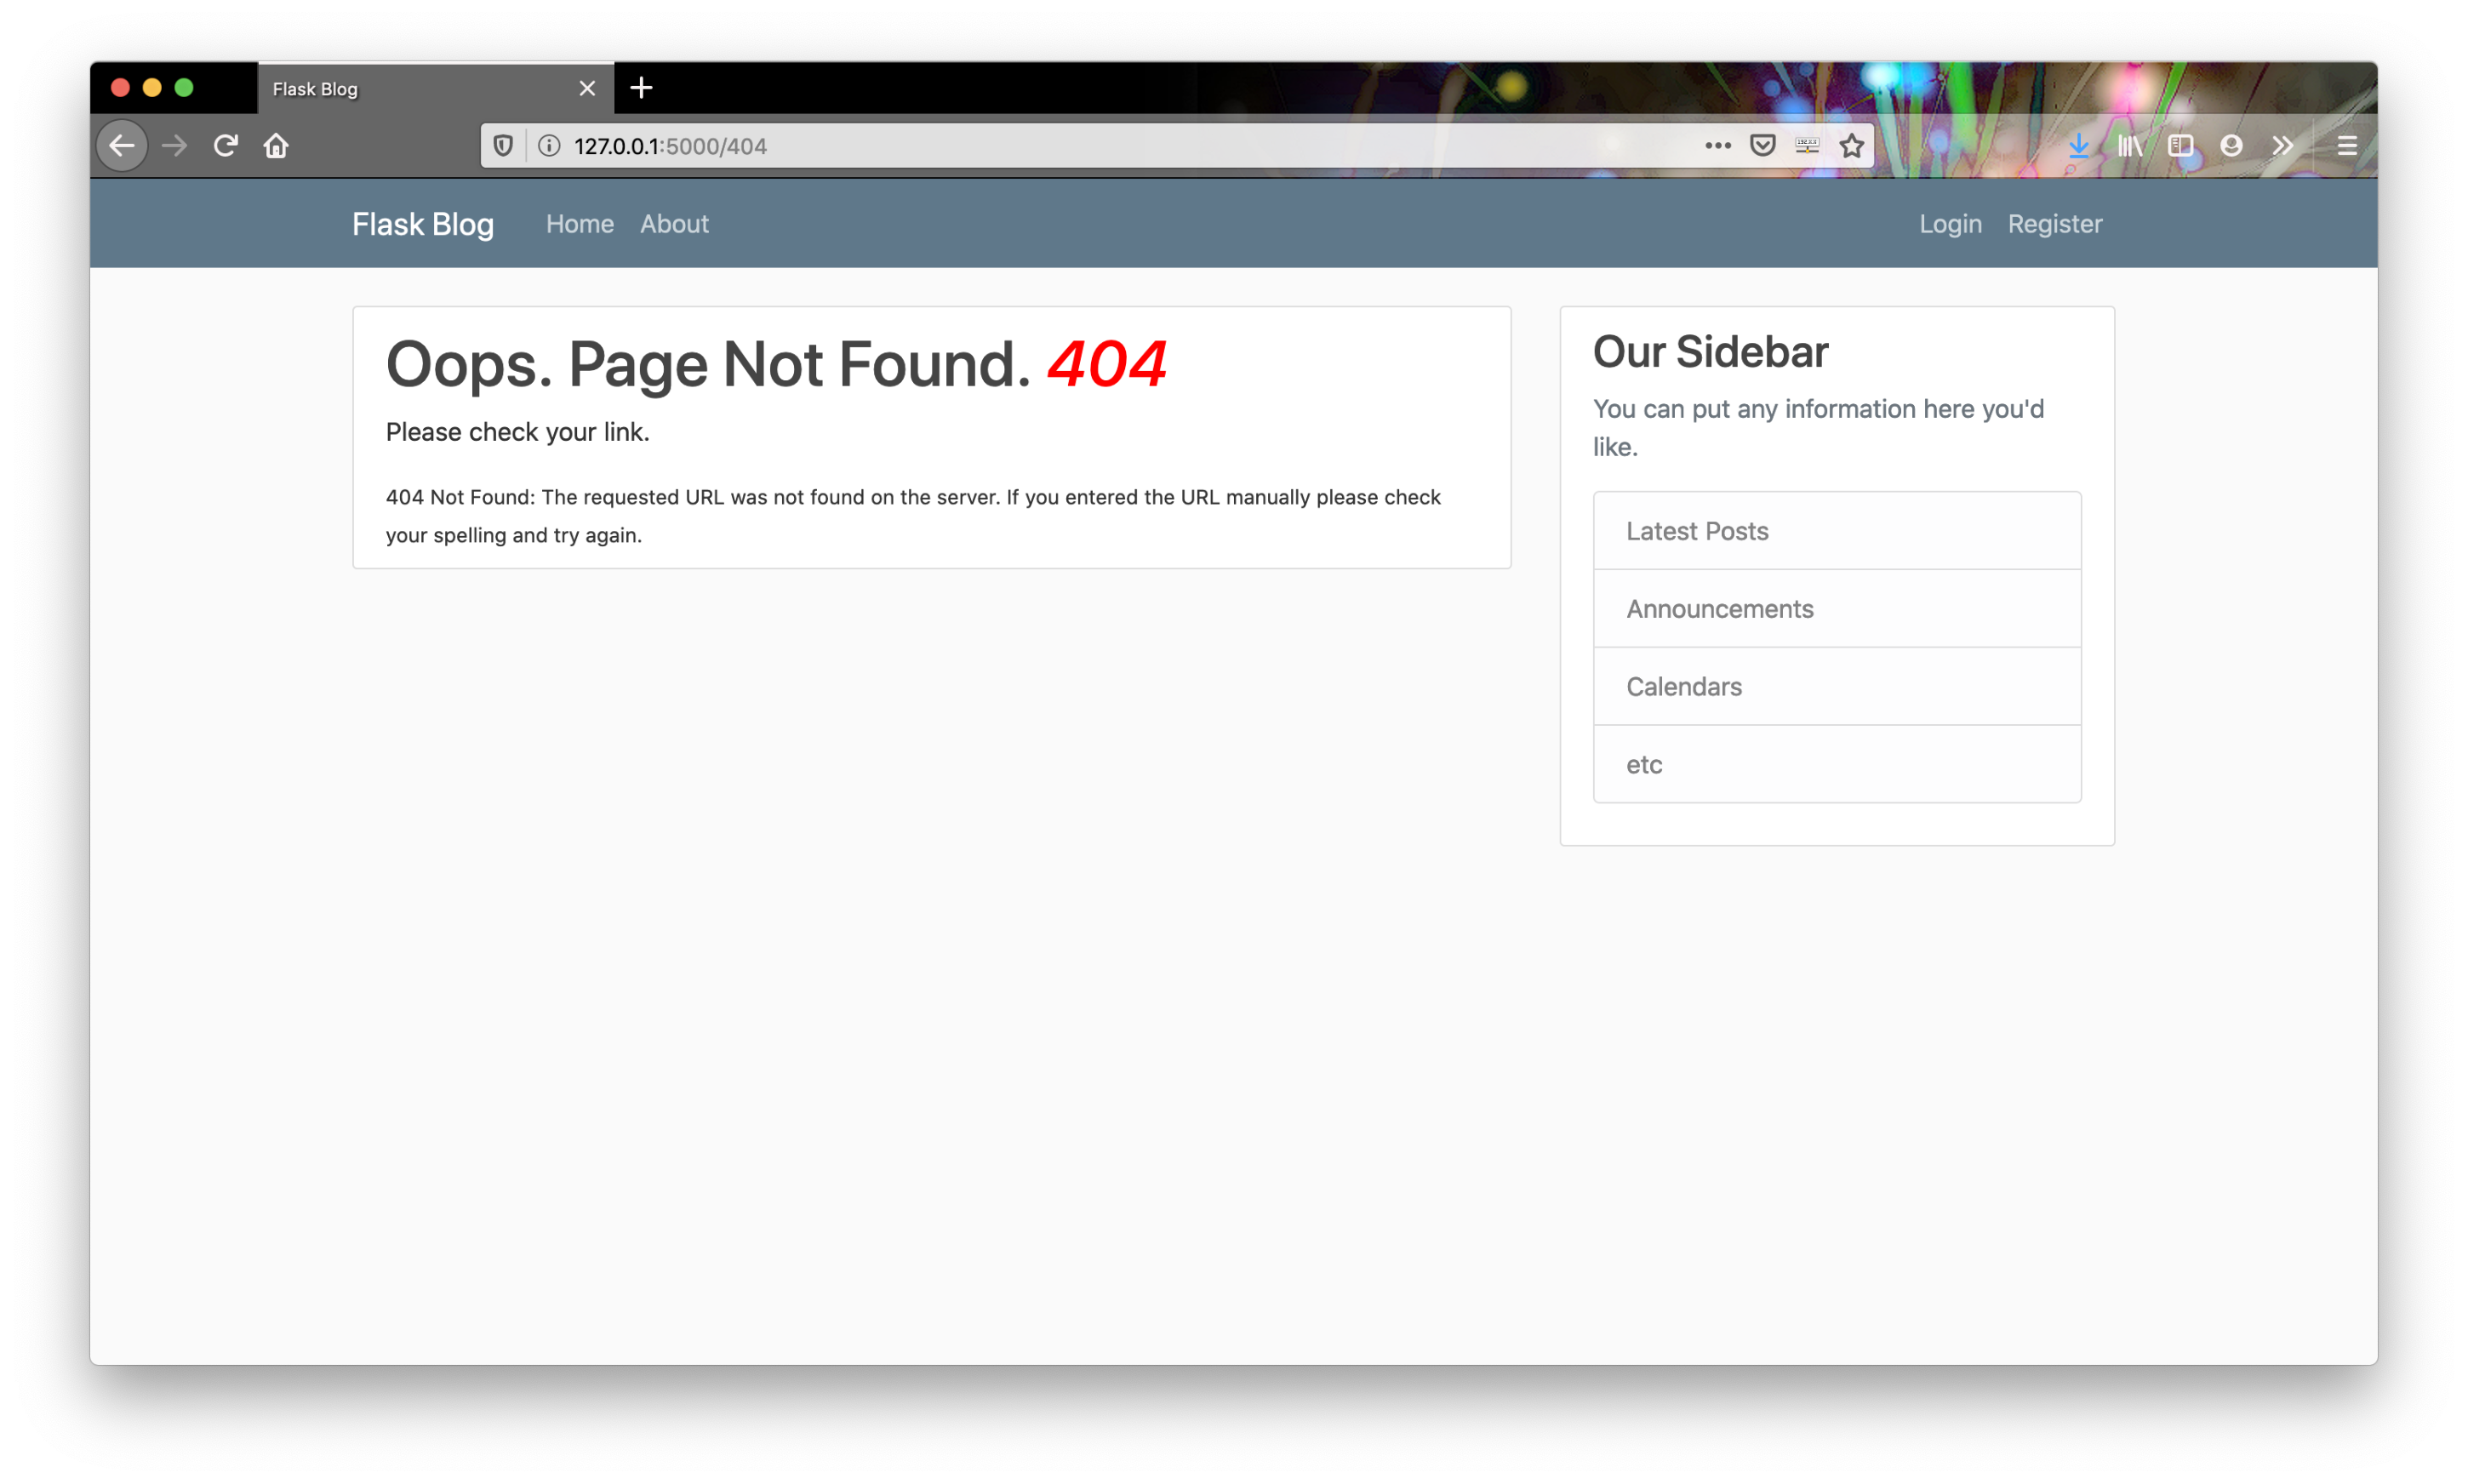 Flask Blog
127.0.0.1:5000/404
Flask Blog Home About Login Register
Oops. Page Not Found. 404
Please check your link.
404 Not Found: The requested URL was not found on the server. If you entered the URL manually please check
your spelling and try again.
Our Sidebar
You can put any information here you'd
like.
Latest Posts
Announcements
Calendars
etc